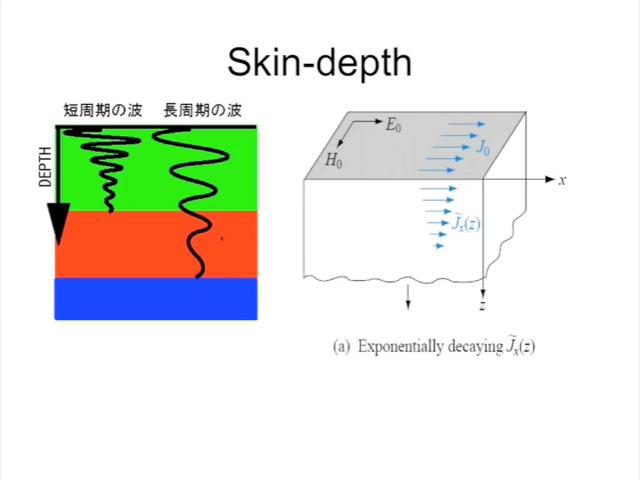 Skin-depth
短周期の波 長周期の波
DEPTH
E₀
H₀
J₀
x
J̃ₓ(z)
z
(a) Exponentially decaying J̃ₓ(z)